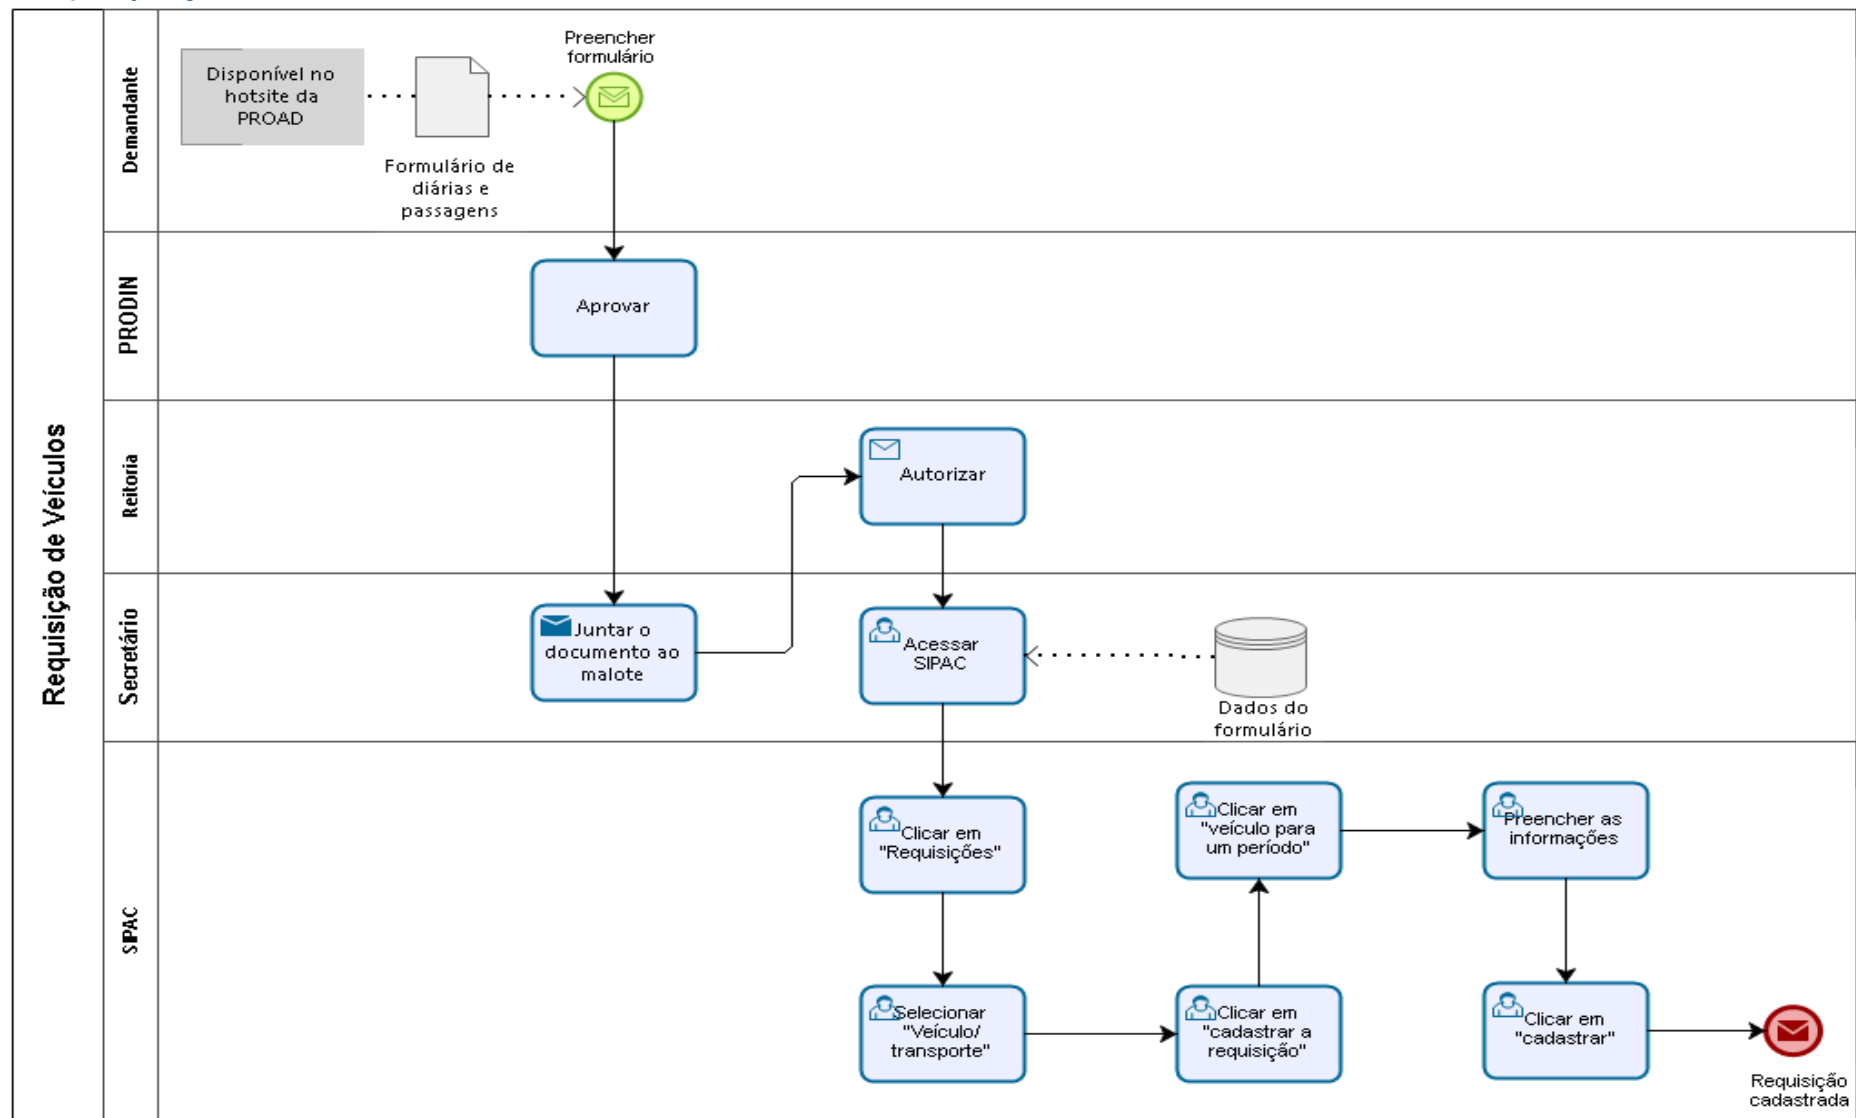 Requisição de Veículos
Demandante
Disponível no
hotsite da
PROAD
Formulário de
diárias e
passagens
Preencher
formulário
PRODIN
Aprovar
Reitoria
Autorizar
Secretário
Juntar o
documento ao
malote
Acessar
SIPAC
Dados do
formulário
SIPAC
Clicar em
"Requisições"
Selecionar
"Veículo/
transporte"
Clicar em
"cadastrar a
requisição"
Clicar em
"veículo para
um período"
Preencher as
informações
Clicar em
"cadastrar"
Requisição
cadastrada